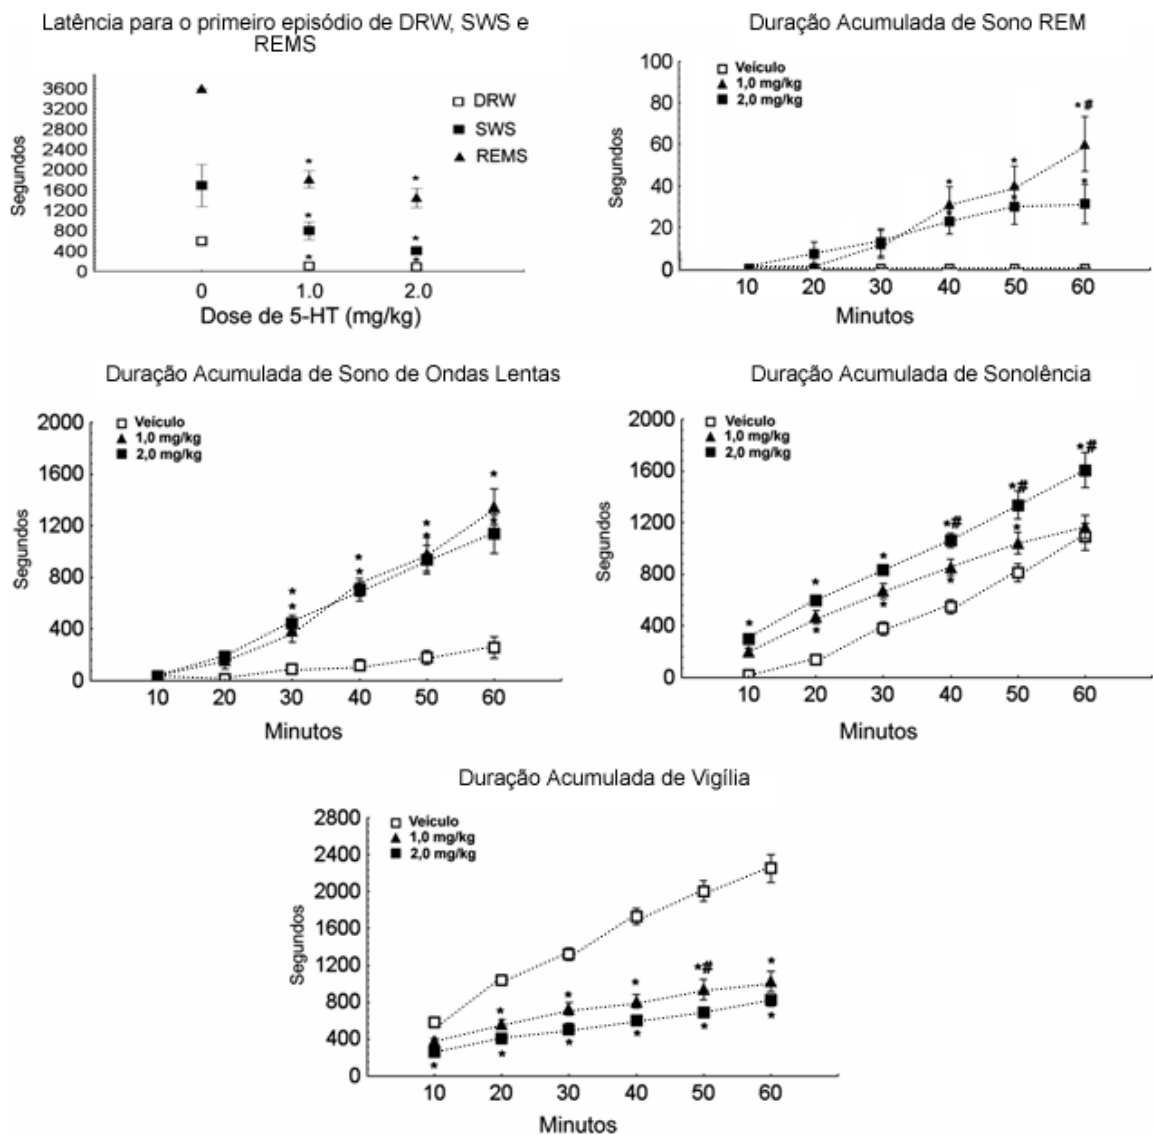 Latência para o primeiro episódio de DRW, SWS e
REMS
3600
3200
2800
2400
2000
1600
1200
800
400
0
Segundos
DRW
SWS
REMS
* * *
* * *
0 1.0 2.0
Dose de 5-HT (mg/kg)
Duração Acumulada de Sono REM
100
80
60
40
20
0
Segundos
Veículo
1,0 mg/kg
2,0 mg/kg
* * *#
* * *
10 20 30 40 50 60
Minutos
Duração Acumulada de Sono de Ondas Lentas
2000
1600
1200
800
400
0
Segundos
Veículo
1,0 mg/kg
2,0 mg/kg
* * * *
* * * *
10 20 30 40 50 60
Minutos
Duração Acumulada de Sonolência
2000
1600
1200
800
400
0
Segundos
Veículo
1,0 mg/kg
2,0 mg/kg
* * * *# *# *#
* * * *
10 20 30 40 50 60
Minutos
Duração Acumulada de Vigília
2800
2400
2000
1600
1200
800
400
0
Segundos
Veículo
1,0 mg/kg
2,0 mg/kg
* * * *# *
* * * * * *
10 20 30 40 50 60
Minutos